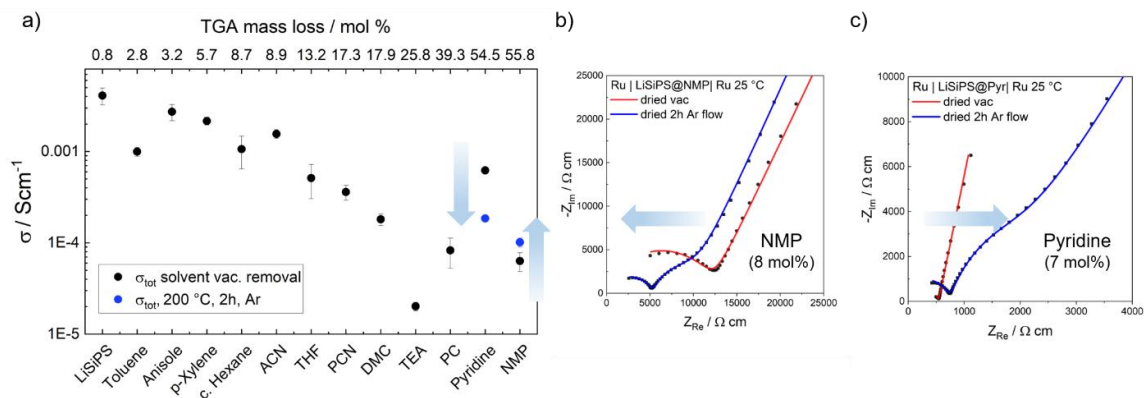 a)
TGA mass loss / mol %
0.8 2.8 3.2 5.7 8.7 8.9 13.2 17.3 17.9 25.8 39.3 54.5 55.8
σ / Scm⁻¹
0.001
1E-4
1E-5
σtot solvent vac. removal
σtot, 200 °C, 2h, Ar
LiSiPS
Toluene
Anisole
p-Xylene
c. Hexane
ACN
THF
PCN
DMC
TEA
PC
Pyridine
NMP
b)
-ZIm / Ω cm
25000
20000
15000
10000
5000
0
Ru | LiSiPS@NMP| Ru 25 °C
dried vac
dried 2h Ar flow
NMP
(8 mol%)
0 5000 10000 15000 20000 25000
ZRe / Ω cm
c)
-ZIm / Ω cm
10000
8000
6000
4000
2000
0
Ru | LiSiPS@Pyr| Ru 25 °C
dried vac
dried 2h Ar flow
Pyridine
(7 mol%)
0 1000 2000 3000 4000
ZRe / Ω cm